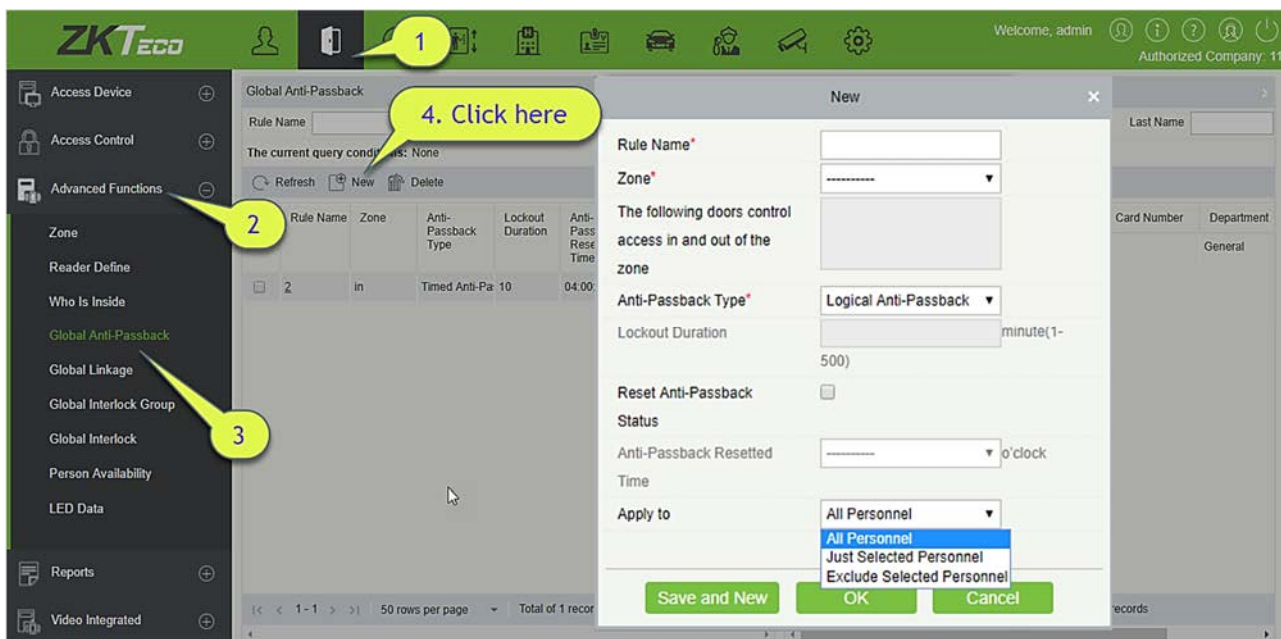 ZKTeco
1
Welcome, admin
Authorized Company: 11
Access Device
Access Control
Advanced Functions
2
Zone
Reader Define
Who Is Inside
Global Anti-Passback
Global Linkage
Global Interlock Group
Global Interlock
3
Person Availability
LED Data
Reports
Video Integrated
Global Anti-Passback
Rule Name
4. Click here
Last Name
The current query None
Refresh New Delete
Rule Name Zone Anti-Passback Type Lockout Duration Anti-
Time
Card Number Department
General
2 in Timed Anti-Pa 10 04:00:
1-1 50 rows per page Total of 1
New
Rule Name*
Zone* ----------
The following doors control
access in and out of the
zone
Anti-Passback Type* Logical Anti-Passback
Lockout Duration minute(1-
500)
Reset Anti-Passback
Status
Anti-Passback Resetted ---------- o'clock
Time
Apply to All Personnel
All Personnel
Just Selected Personnel
Exclude Selected Personnel
Save and New OK Cancel